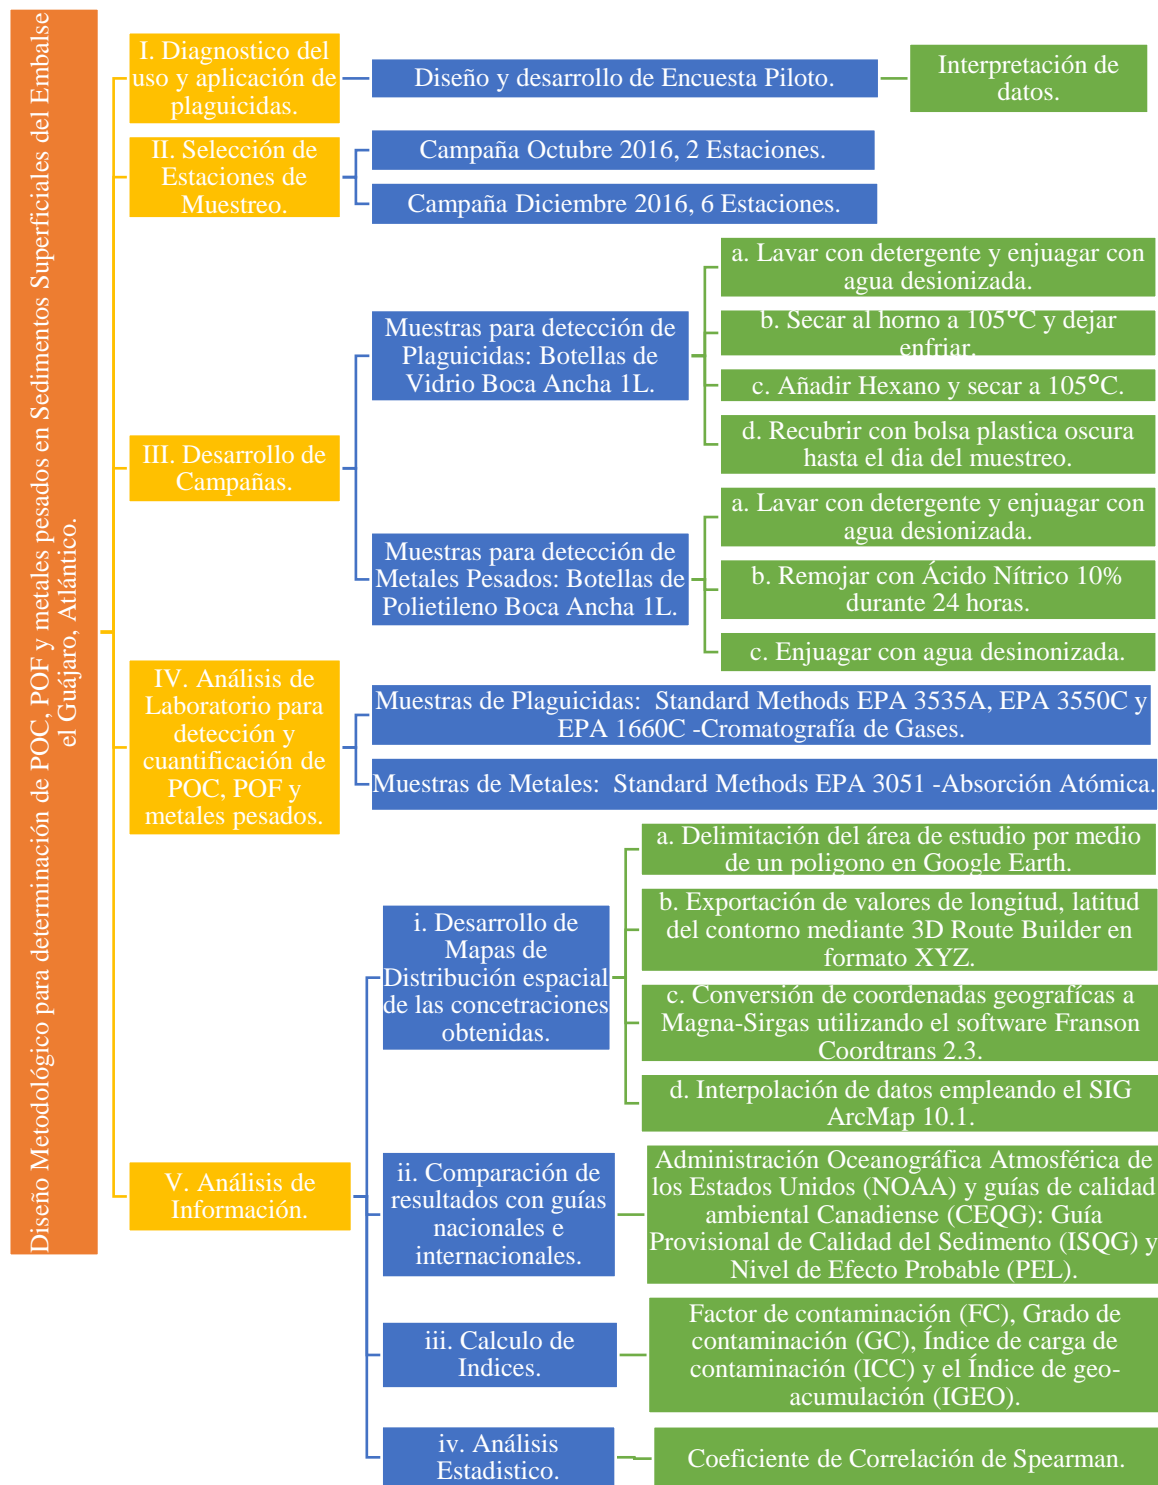 Diseño Metodológico para determinación de POC, POF y metales pesados en Sedimentos Superficiales del Embalse
el Guájaro, Atlántico.
I. Diagnostico del
uso y aplicación de
plaguicidas.
Diseño y desarrollo de Encuesta Piloto.
Interpretación de
datos.
II. Selección de
Estaciones de
Muestreo.
Campaña Octubre 2016, 2 Estaciones.
Campaña Diciembre 2016, 6 Estaciones.
III. Desarrollo de
Campañas.
Muestras para detección de
Plaguicidas: Botellas de
Vidrio Boca Ancha 1L.
a. Lavar con detergente y enjuagar con
agua desionizada.
b. Secar al horno a 105°C y dejar
enfriar.
c. Añadir Hexano y secar a 105°C.
d. Recubrir con bolsa plastica oscura
hasta el dia del muestreo.
Muestras para detección de
Metales Pesados: Botellas de
Polietileno Boca Ancha 1L.
a. Lavar con detergente y enjuagar con
agua desionizada.
b. Remojar con Ácido Nítrico 10%
durante 24 horas.
c. Enjuagar con agua desinonizada.
IV. Análisis de
Laboratorio para
detección y
cuantificación de
POC, POF y
metales pesados.
Muestras de Plaguicidas: Standard Methods EPA 3535A, EPA 3550C y
EPA 1660C -Cromatografía de Gases.
Muestras de Metales: Standard Methods EPA 3051 -Absorción Atómica.
V. Análisis de
Información.
i. Desarrollo de
Mapas de
Distribución espacial
de las concetraciones
obtenidas.
a. Delimitación del área de estudio por medio
de un poligono en Google Earth.
b. Exportación de valores de longitud, latitud
del contorno mediante 3D Route Builder en
formato XYZ.
c. Conversión de coordenadas geografícas a
Magna-Sirgas utilizando el software Franson
Coordtrans 2.3.
d. Interpolación de datos empleando el SIG
ArcMap 10.1.
ii. Comparación de
resultados con guías
nacionales e
internacionales.
Administración Oceanográfica Atmosférica de
los Estados Unidos (NOAA) y guías de calidad
ambiental Canadiense (CEQG): Guía
Provisional de Calidad del Sedimento (ISQG) y
Nivel de Efecto Probable (PEL).
iii. Calculo de
Indices.
Factor de contaminación (FC), Grado de
contaminación (GC), Índice de carga de
contaminación (ICC) y el Índice de geo-
acumulación (IGEO).
iv. Análisis
Estadistico.
Coeficiente de Correlación de Spearman.